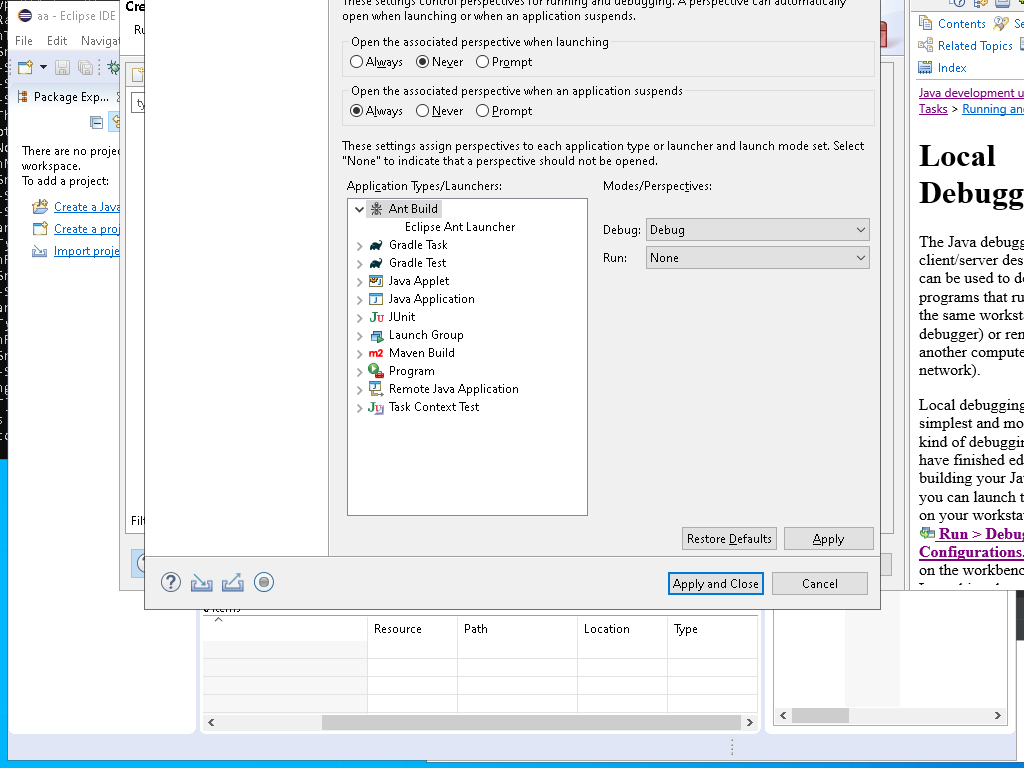 aa - Eclipse IDE
File Edit Navigat
Package Exp...
There are no proje
workspace.
To add a project:
Create a Java
Create a proj
Import proje
Cre
Ru
ty
Filt
These settings control perspectives for running and debugging. A perspective can automatically
open when launching or when an application suspends.
Open the associated perspective when launching
Always Never Prompt
Open the associated perspective when an application suspends
Always Never Prompt
These settings assign perspectives to each application type or launcher and launch mode set. Select
"None" to indicate that a perspective should not be opened.
Application Types/Launchers:
Ant Build
Eclipse Ant Launcher
Gradle Task
Gradle Test
Java Applet
Java Application
JUnit
Launch Group
Maven Build
Program
Remote Java Application
Task Context Test
Modes/Perspectives:
Debug: Debug
Run: None
Restore Defaults Apply
Apply and Close Cancel
0 items
Resource Path Location Type
Contents Se
Related Topics
Index
Java development u
Tasks > Running and
Local
Debugg
The Java debugg
client/server des
can be used to de
programs that ru
the same worksta
debugger) or rem
another compute
network).
Local debugging
simplest and mo
kind of debuggin
have finished ed
building your Jav
you can launch t
on your workstat
Run > Debug
Configurations.
on the workbenc